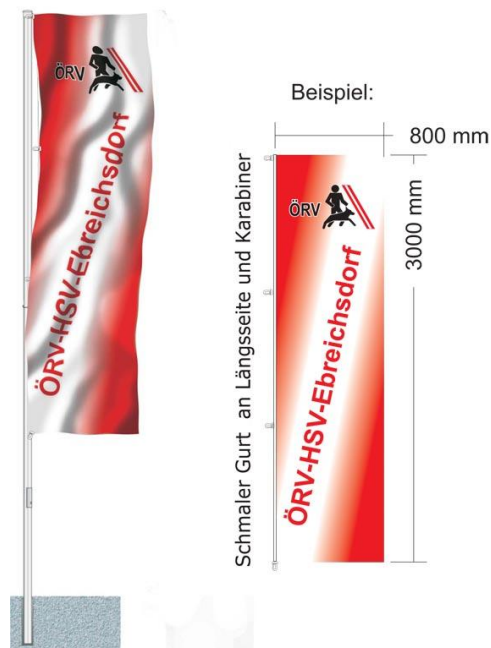 ÖRV
ÖRV-HSV-Ebreichsdorf
Beispiel:
800 mm
3000 mm
Schmaler Gurt an Längsseite und Karabiner
ÖRV
ÖRV-HSV-Ebreichsdorf